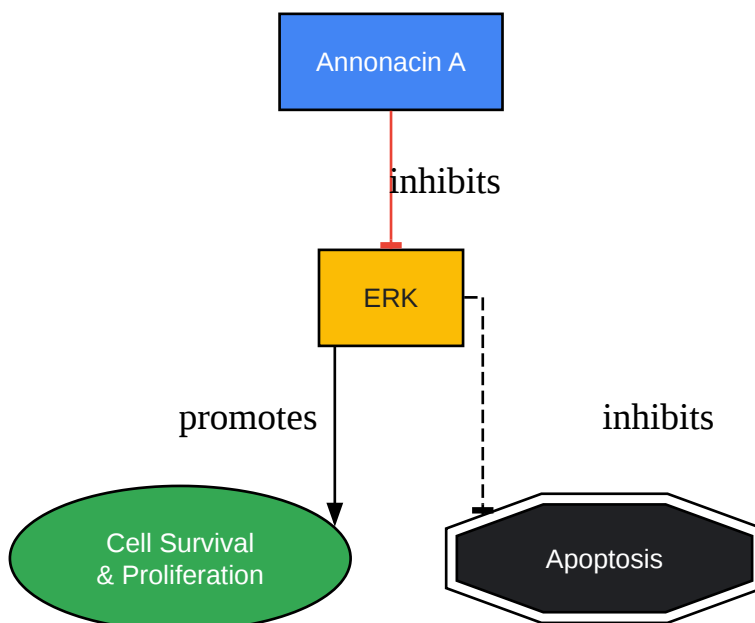 Annonacin A
inhibits
ERK
promotes
inhibits
Cell Survival
& Proliferation
Apoptosis